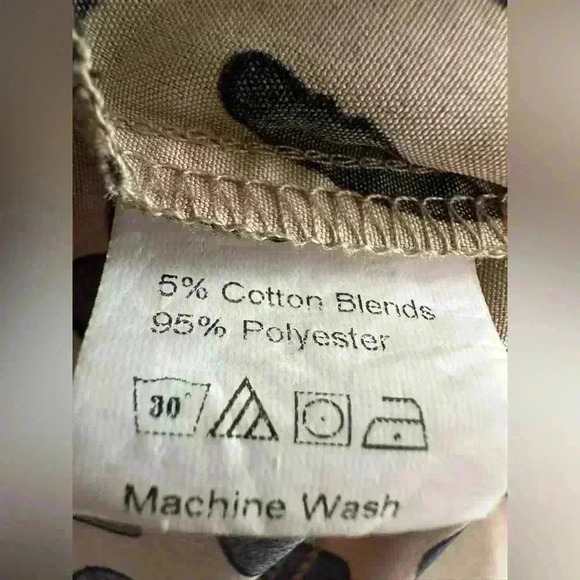 5% Cotton Blends
95% Polyester
30°
Machine Wash